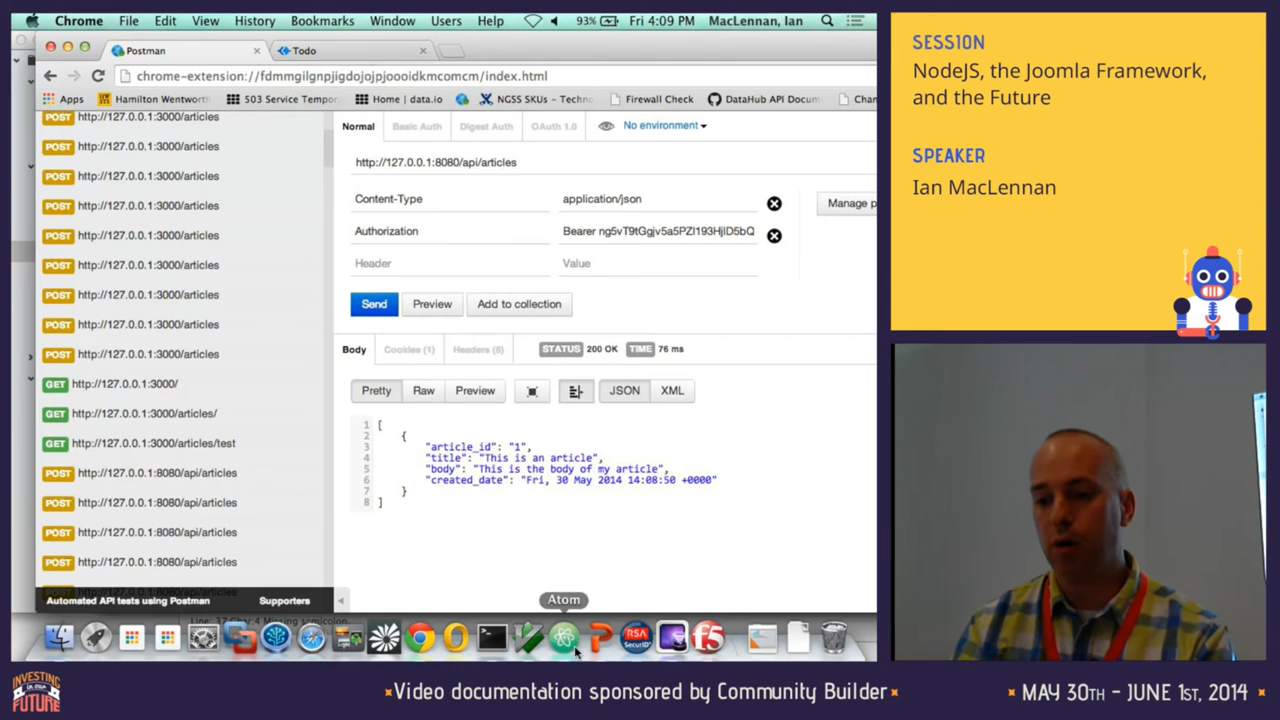 Chrome File Edit View History Bookmarks Window Users Help 93% Fri 4:09 PM MacLennan, Ian
Postman
Todo
chrome-extension://fdmmgilgnpjigdojojpjoooidkmcomcm/index.html
Apps Hamilton Wentworth 503 Service Tempor Home | data.io NGSS SKUs - Techno Firewall Check DataHub API Docum Chan
POST http://127.0.0.1:3000/articles
POST http://127.0.0.1:3000/articles
POST http://127.0.0.1:3000/articles
POST http://127.0.0.1:3000/articles
POST http://127.0.0.1:3000/articles
POST http://127.0.0.1:3000/articles
POST http://127.0.0.1:3000/articles
POST http://127.0.0.1:3000/articles
POST http://127.0.0.1:3000/articles
GET http://127.0.0.1:3000/
GET http://127.0.0.1:3000/articles/
GET http://127.0.0.1:3000/articles/test
POST http://127.0.0.1:8080/api/articles
POST http://127.0.0.1:8080/api/articles
POST http://127.0.0.1:8080/api/articles
POST http://127.0.0.1:8080/api/articles
Automated API tests using Postman Supporters
Normal Basic Auth Digest Auth OAuth 1.0 No environment
http://127.0.0.1:8080/api/articles
Content-Type application/json
Manage p
Authorization Bearer ng5vT9tGgjv5a5PZI193HjlD5bQ
Header Value
Send Preview Add to collection
Body Cookies (1) Headers (8) STATUS 200 OK TIME 76 ms
Pretty Raw Preview JSON XML
1 [
2 {
3 "article_id": "1",
4 "title": "This is an article",
5 "body": "This is the body of my article",
6 "created_date": "Fri, 30 May 2014 14:08:50 +0000"
7 }
8 ]
Atom
Line: 37 Char:4 Missing semicolon.
RSA
SecurID
f5
SESSION
NodeJS, the Joomla Framework,
and the Future
SPEAKER
Ian MacLennan
INVESTING
in our
FUTURE
Video documentation sponsored by Community Builder
MAY 30TH - JUNE 1ST, 2014